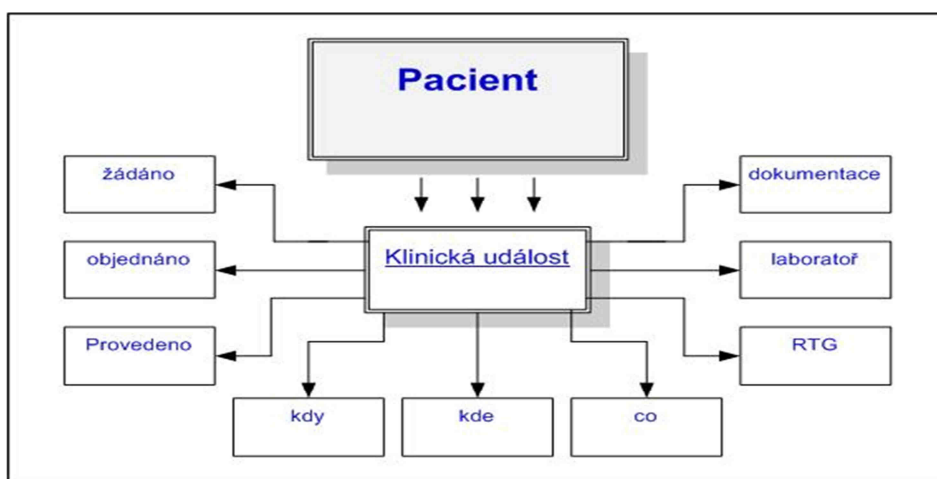 Pacient
žádáno
dokumentace
Klinická událost
objednáno
laboratoř
Provedeno
RTG
kdy
kde
co